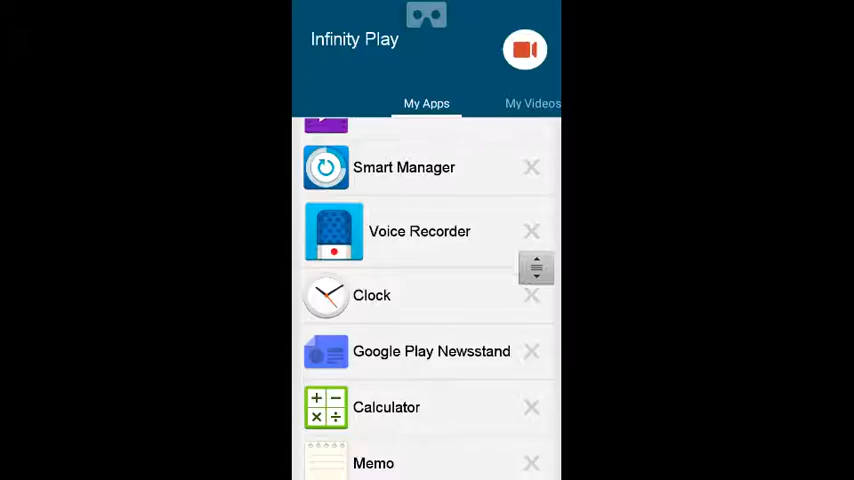 Infinity Play
My Apps
My Videos
Smart Manager
Voice Recorder
Clock
Google Play Newsstand
Calculator
Memo